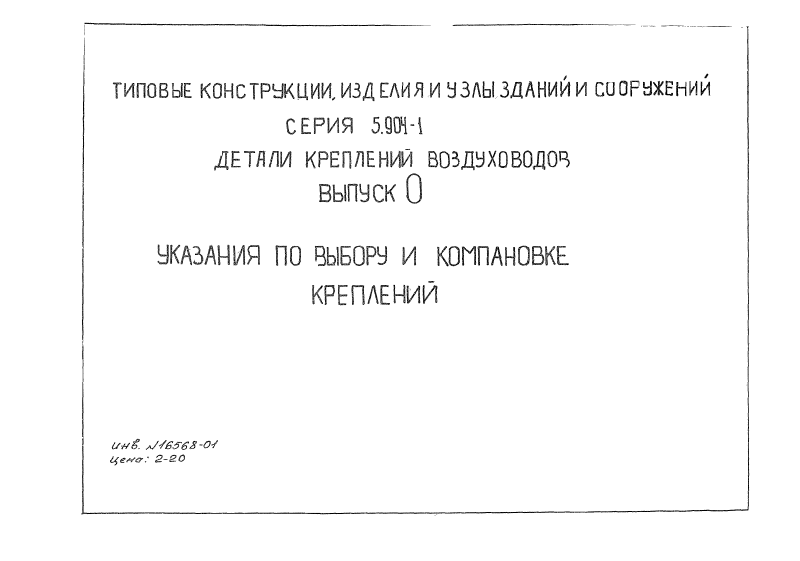 ТИПОВЫЕ КОНСТРУКЦИИ, ИЗДЕЛИЯ И УЗЛЫ ЗДАНИЙ И СООРУЖЕНИЙ
СЕРИЯ 5.904-1
ДЕТАЛИ КРЕПЛЕНИЙ ВОЗДУХОВОДОВ
ВЫПУСК 0
УКАЗАНИЯ ПО ВЫБОРУ И КОМПАНОВКЕ
КРЕПЛЕНИЙ
Инв. №16568-01
Цена: 2-20